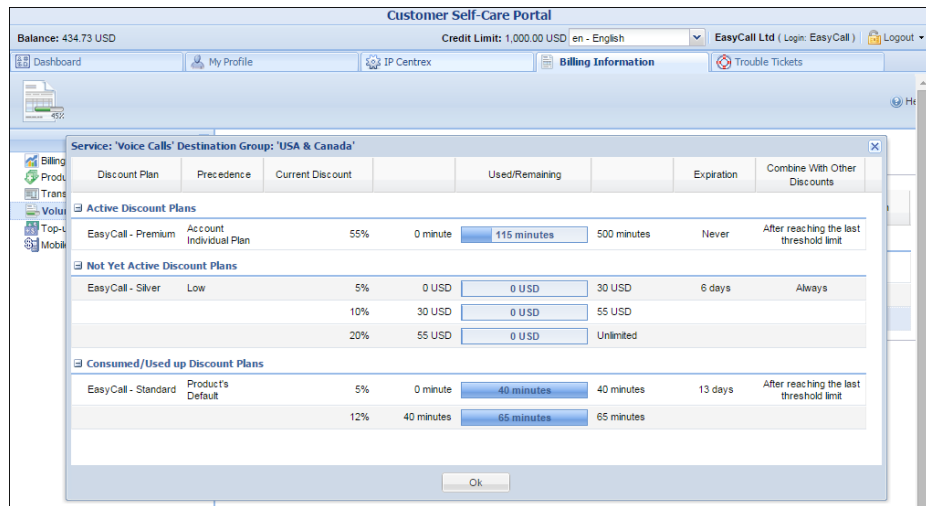 Customer Self-Care Portal
Balance: 434.73 USD Credit Limit: 1,000.00 USD en - English EasyCall Ltd ( Login: EasyCall ) Logout
Dashboard My Profile IP Centrex Billing Information Trouble Tickets
45%
Service: 'Voice Calls' Destination Group: 'USA & Canada'
Billing
Discount Plan Precedence Current Discount Used/Remaining Expiration Combine With Other
Discounts
Active Discount Plans
EasyCall - Premium Account
Individual Plan 55% 0 minute 115 minutes 500 minutes Never After reaching the last
threshold limit
Not Yet Active Discount Plans
EasyCall - Silver Low 5% 0 USD 0 USD 30 USD 6 days Always
10% 30 USD 0 USD 55 USD
20% 55 USD 0 USD Unlimited
Consumed/Used up Discount Plans
EasyCall - Standard Product's
Default 5% 0 minute 40 minutes 40 minutes 13 days After reaching the last
threshold limit
12% 40 minutes 65 minutes 65 minutes
Ok